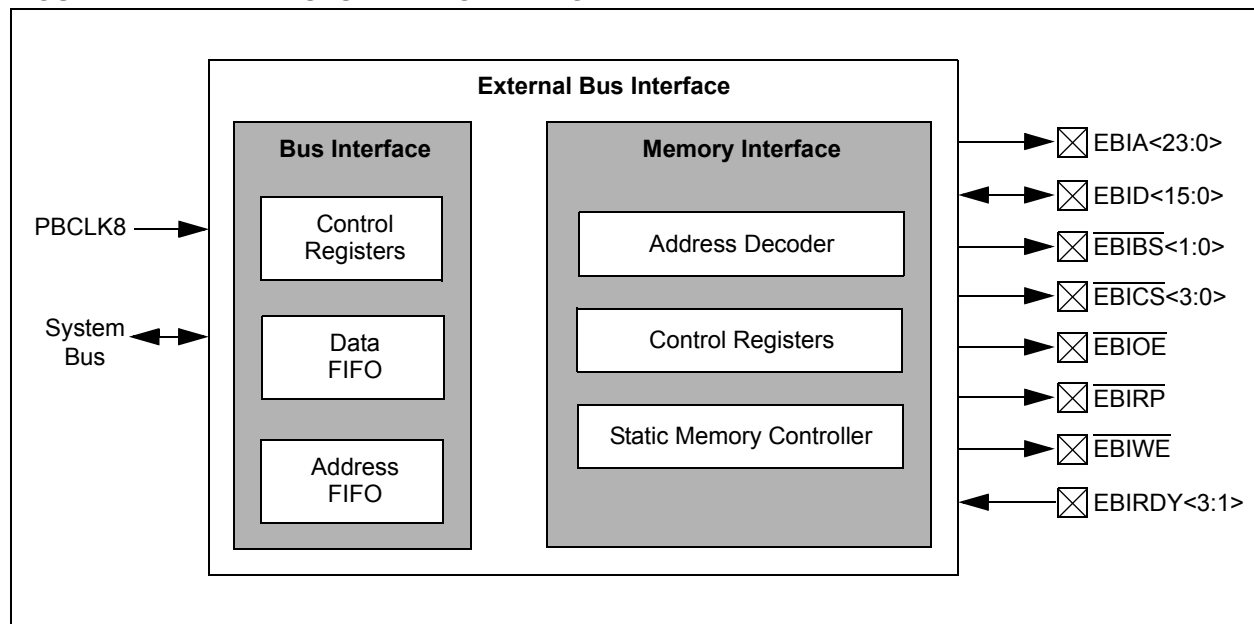 External Bus Interface
Bus Interface
Memory Interface
Control
Registers
Data
FIFO
Address
FIFO
Address Decoder
Control Registers
Static Memory Controller
PBCLK8
System
Bus
EBIA<23:0>
EBID<15:0>
EBIBS<1:0>
EBICS<3:0>
EBIOE
EBIRP
EBIWE
EBIRDY<3:1>